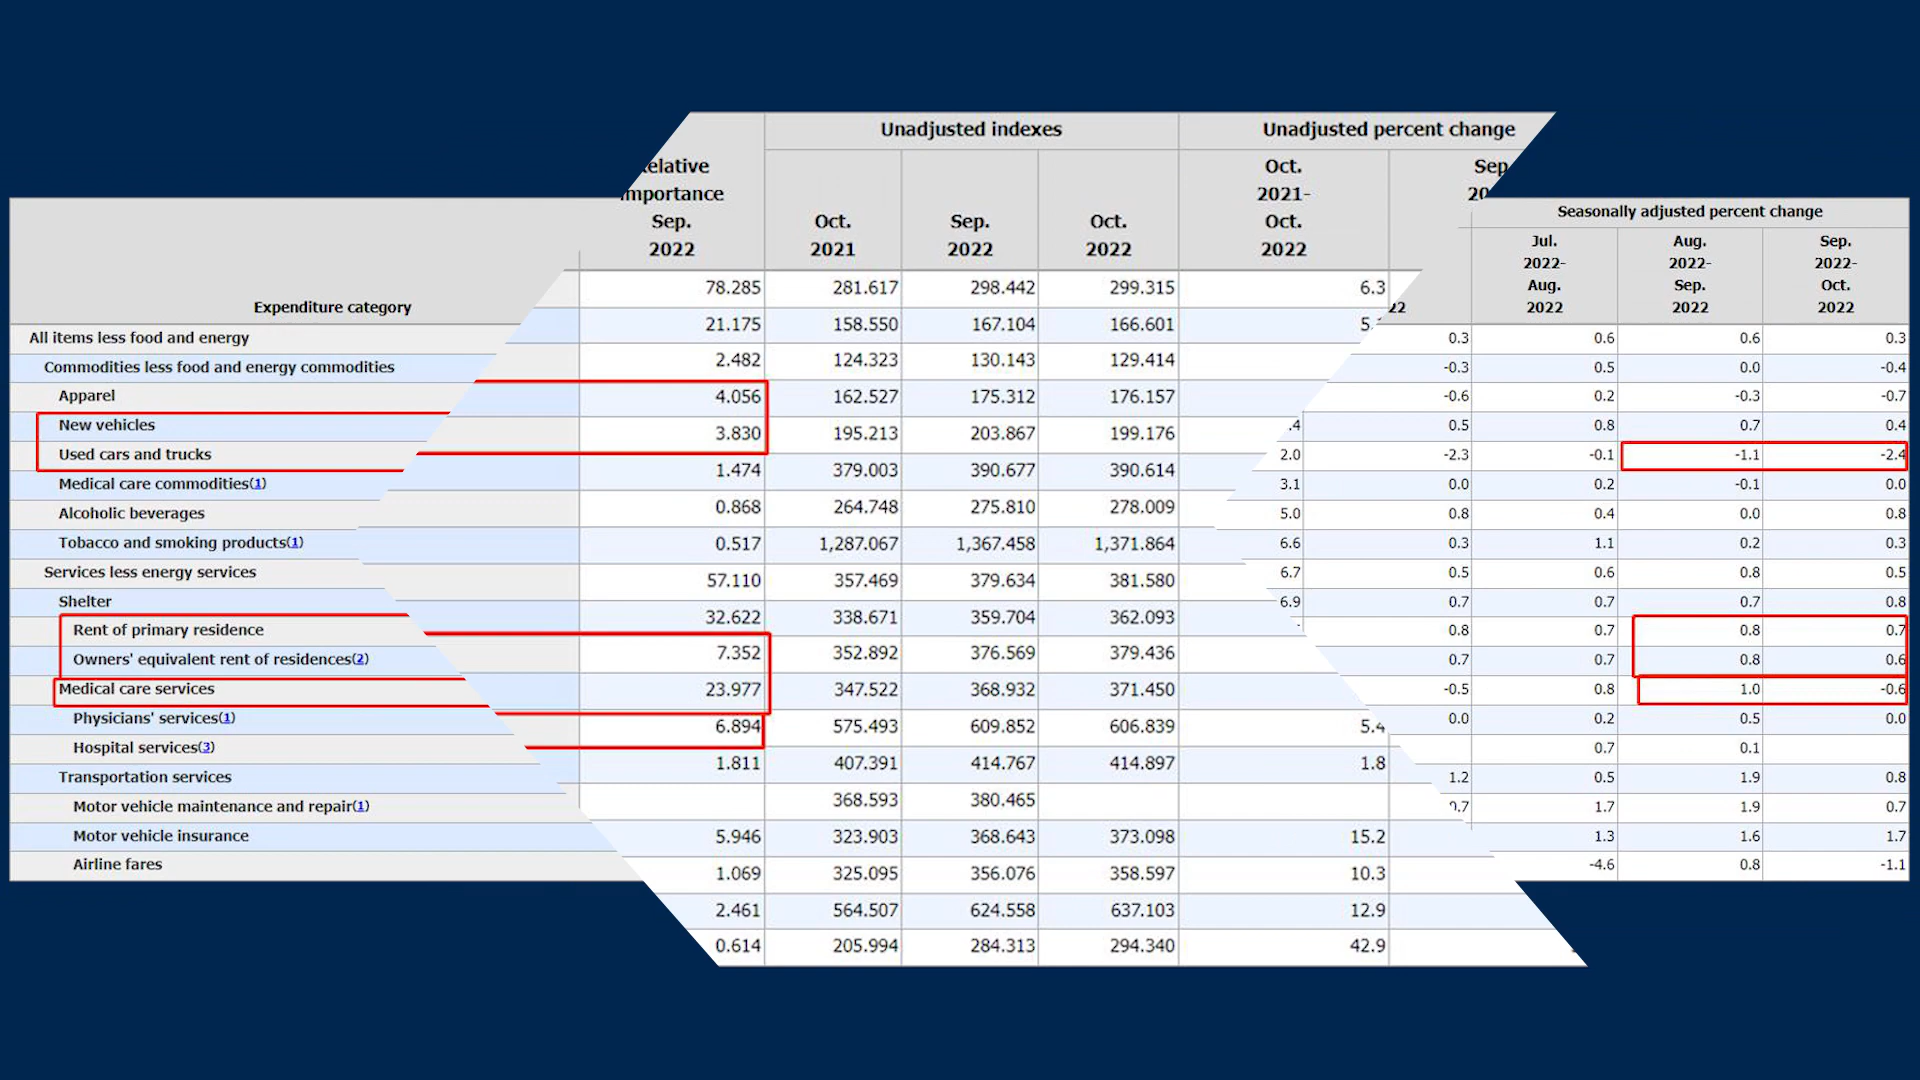 Unadjusted indexes Unadjusted percent change
Relative importance Sep. 2022 Oct. 2021 Sep. 2022 Oct. 2022 Oct. 2021- Oct. 2022
Seasonally adjusted percent change
Jul. 2022- Aug. 2022 Aug. 2022- Sep. 2022 Sep. 2022- Oct. 2022
Expenditure category
All items less food and energy
Commodities less food and energy commodities
Apparel
New vehicles
Used cars and trucks
Medical care commodities(1)
Alcoholic beverages
Tobacco and smoking products(1)
Services less energy services
Shelter
Rent of primary residence
Owners' equivalent rent of residences(2)
Medical care services
Physicians' services(1)
Hospital services(3)
Transportation services
Motor vehicle maintenance and repair(1)
Motor vehicle insurance
Airline fares
78.285 281.617 298.442 299.315 6.3
21.175 158.550 167.104 166.601
2.482 124.323 130.143 129.414
4.056 162.527 175.312 176.157
3.830 195.213 203.867 199.176
1.474 379.003 390.677 390.614
0.868 264.748 275.810 278.009
0.517 1,287.067 1,367.458 1,371.864
57.110 357.469 379.634 381.580
32.622 338.671 359.704 362.093
7.352 352.892 376.569 379.436
23.977 347.522 368.932 371.450
6.894 575.493 609.852 606.839 5.4
1.811 407.391 414.767 414.897 1.8
368.593 380.465
5.946 323.903 368.643 373.098 15.2
1.069 325.095 356.076 358.597 10.3
2.461 564.507 624.558 637.103 12.9
0.614 205.994 284.313 294.340 42.9
0.3 0.6 0.6 0.3
-0.3 0.5 0.0 -0.4
-0.6 0.2 -0.3 -0.7
.4 0.5 0.8 0.7 0.4
2.0 -2.3 -0.1 -1.1 -2.4
3.1 0.0 0.2 -0.1 0.0
5.0 0.8 0.4 0.0 0.8
6.6 0.3 1.1 0.2 0.3
6.7 0.5 0.6 0.8 0.5
6.9 0.7 0.7 0.7 0.8
0.8 0.7 0.8 0.7
0.7 0.7 0.8 0.6
-0.5 0.8 1.0 -0.6
0.0 0.2 0.5 0.0
0.7 0.1
1.2 0.5 1.9 0.8
0.7 1.7 1.9 0.7
1.3 1.6 1.7
-4.6 0.8 -1.1